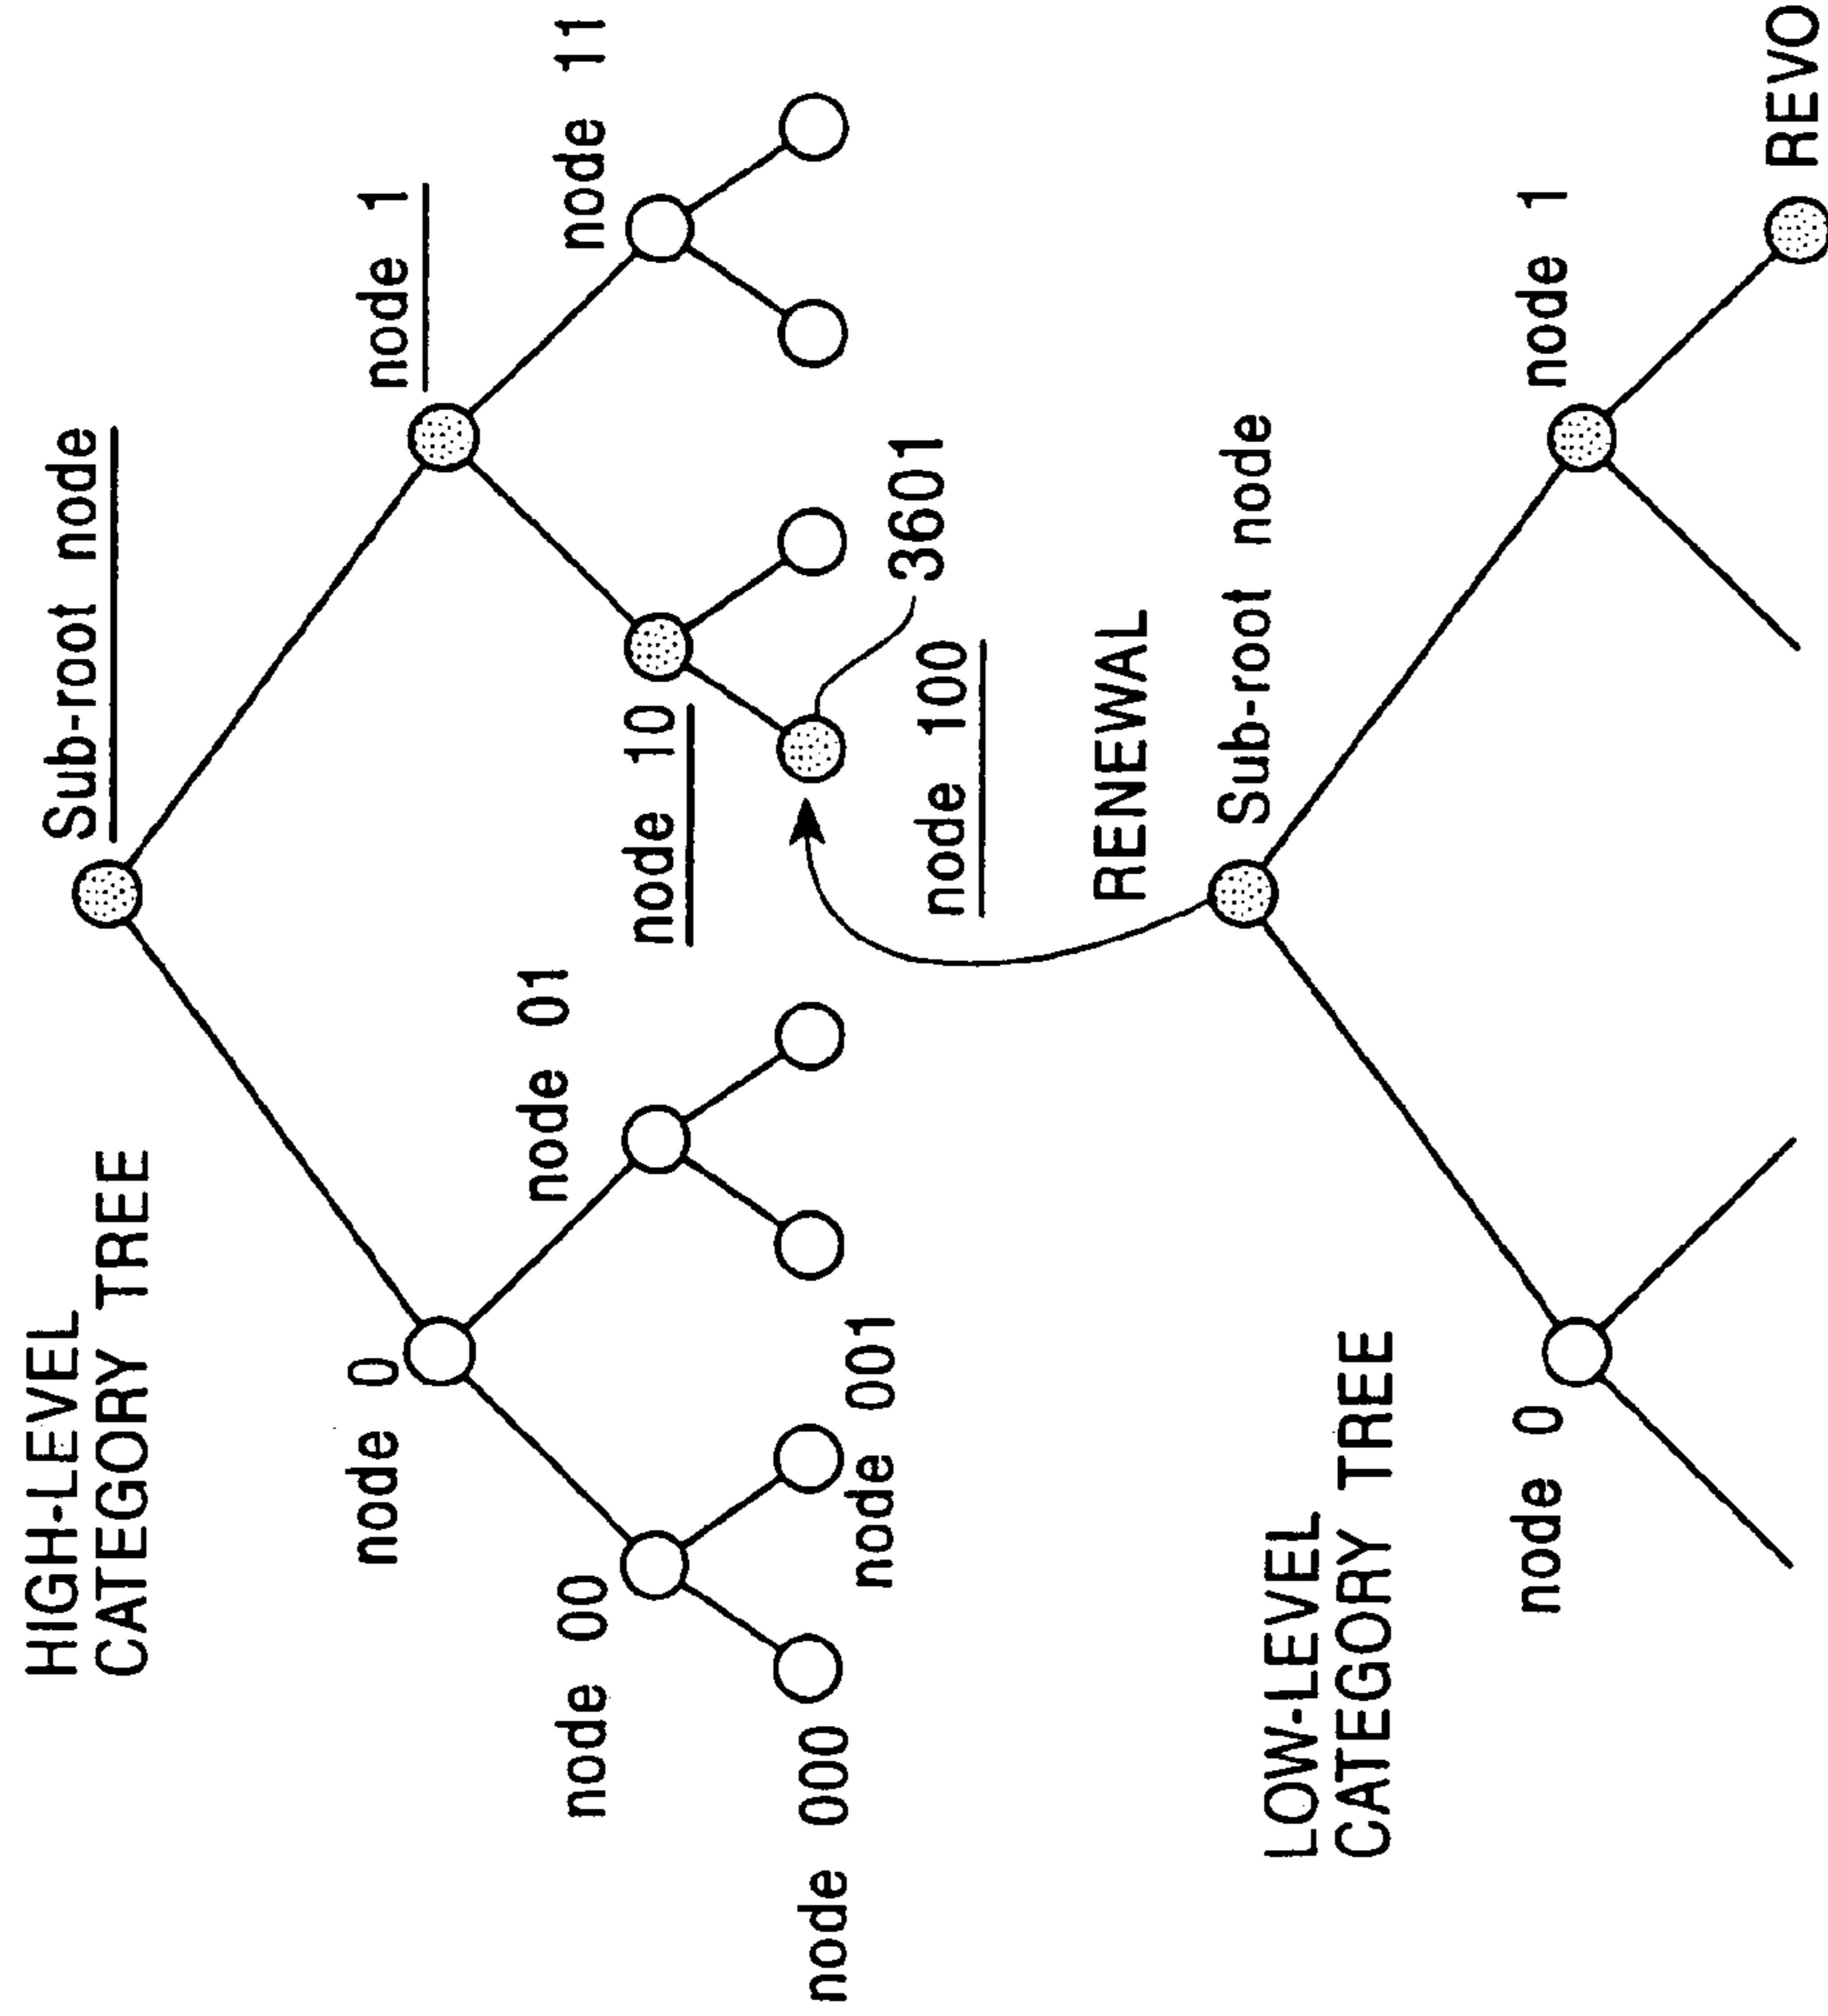 HIGH-LEVEL
CATEGORY TREE
Sub-root node
node 0
node 1
node 00
node 01
node 10
node 11
node 000
node 001
node 100
3601
RENEWAL
LOW-LEVEL
CATEGORY TREE
Sub-root node
node 0
node 1
REVO